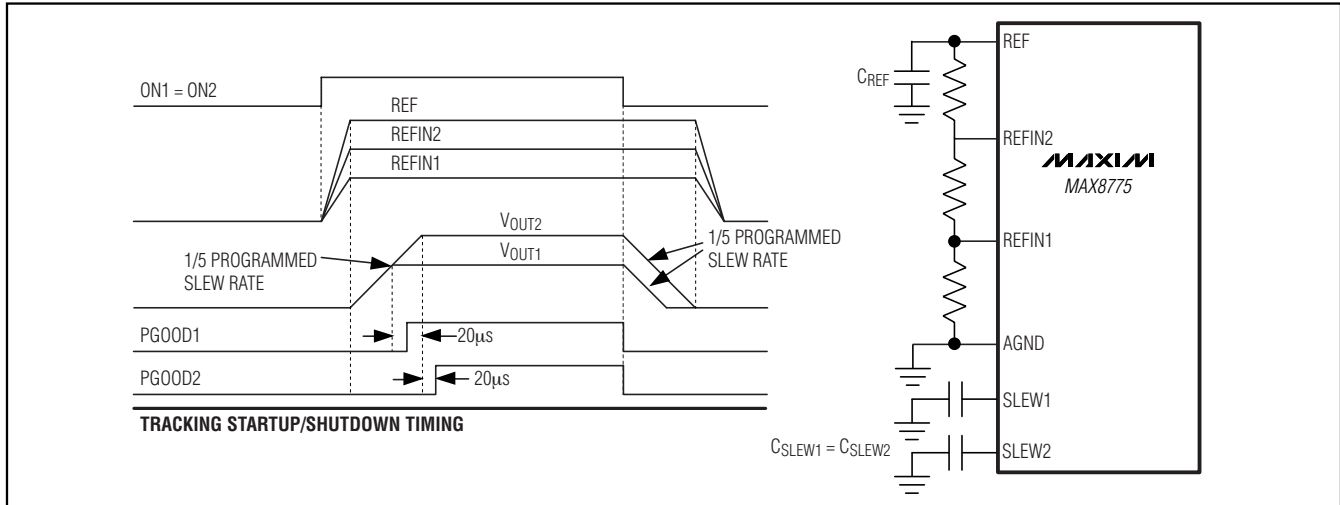 ON1 = ON2
REF
REFIN2
REFIN1
VOUT2
VOUT1
1/5 PROGRAMMED
SLEW RATE
1/5 PROGRAMMED
SLEW RATE
PGOOD1
20µs
PGOOD2
20µs
TRACKING STARTUP/SHUTDOWN TIMING
REF
CREF
REFIN2
MAXIM
MAX8775
REFIN1
AGND
SLEW1
CSLEW1 = CSLEW2
SLEW2